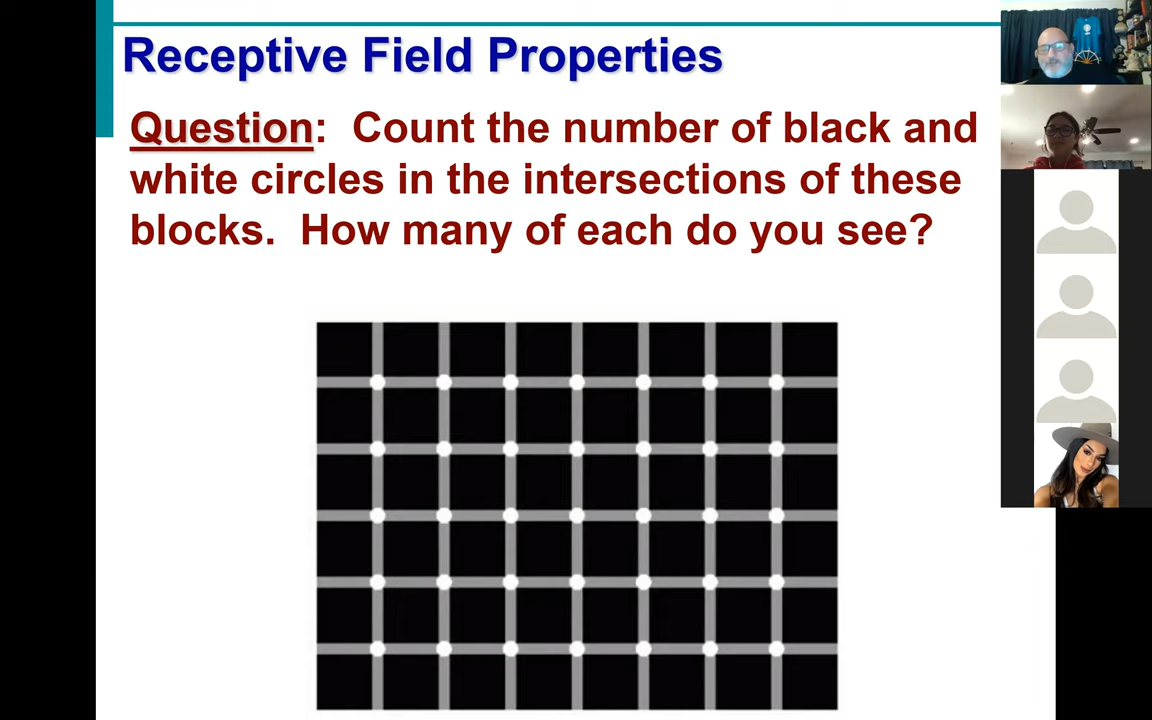 Receptive Field Properties
Question: Count the number of black and
white circles in the intersections of these
blocks. How many of each do you see?